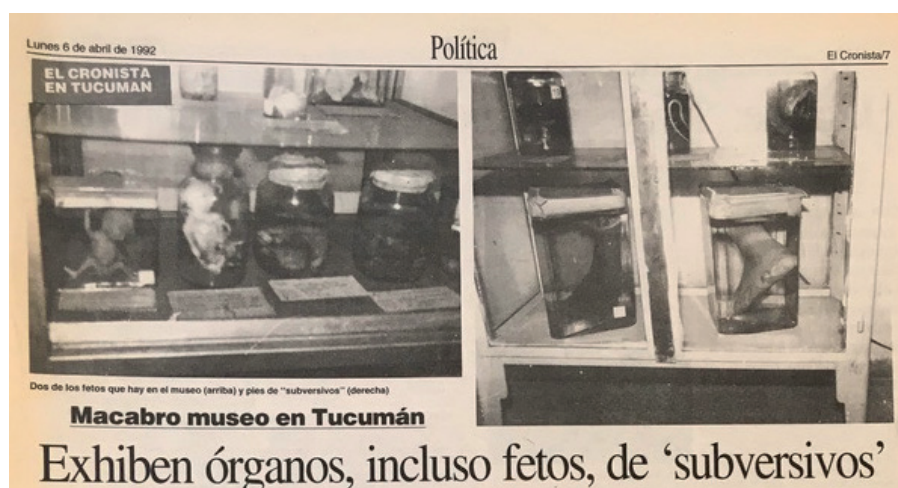 Lunes 6 de abril de 1992
Política
El Cronista/7
EL CRONISTA
EN TUCUMAN
Dos de los fetos que hay en el museo (arriba) y pies de "subversivos" (derecha)
Macabro museo en Tucumán
Exhiben órganos, incluso fetos, de 'subversivos'